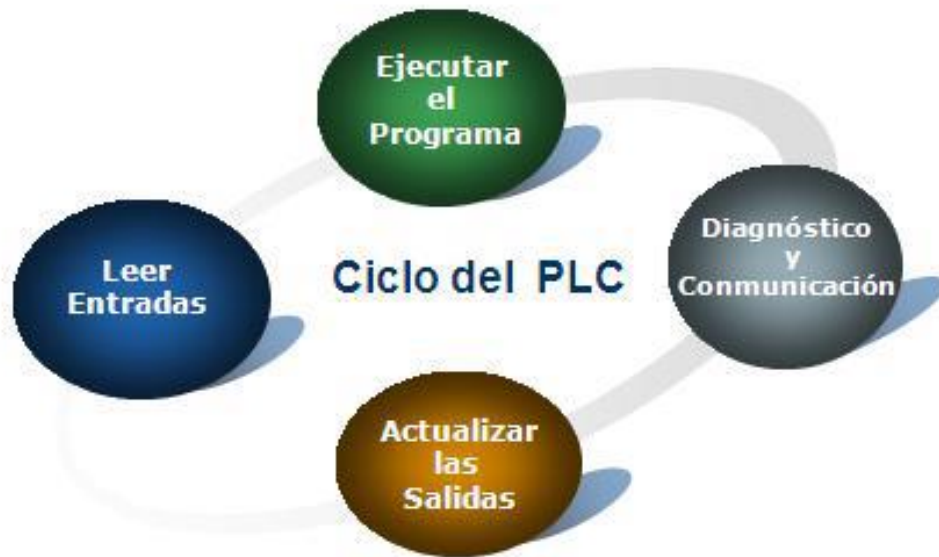 Ejecutar
el
Programa
Diagnóstico
y
Conmunicación
Leer
Entradas
Ciclo del PLC
Actualizar
las
Salidas